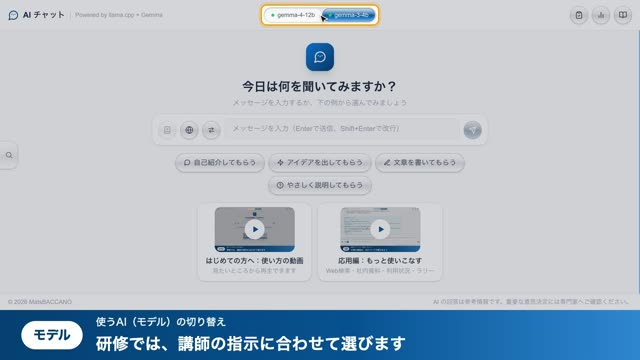 AI チャット
Powered by llama.cpp + Gemma
gemma-4-12b
gemma-3-4b
今日は何を聞いてみますか？
メッセージを入力するか、下の例から選んでみましょう
メッセージを入力（Enterで送信、Shift+Enterで改行）
自己紹介してもらう
アイデアを出してもらう
文章を書いてもらう
やさしく説明してもらう
はじめての方へ：使い方の動画
見たいところから再生できます
応用編：もっと使いこなす
Web検索・社内資料・利用状況・ラリー
AI の回答は参考情報です。重要な意思決定には専門家へご確認ください。
モデル
使うAI（モデル）の切り替え
研修では、講師の指示に合わせて選びます